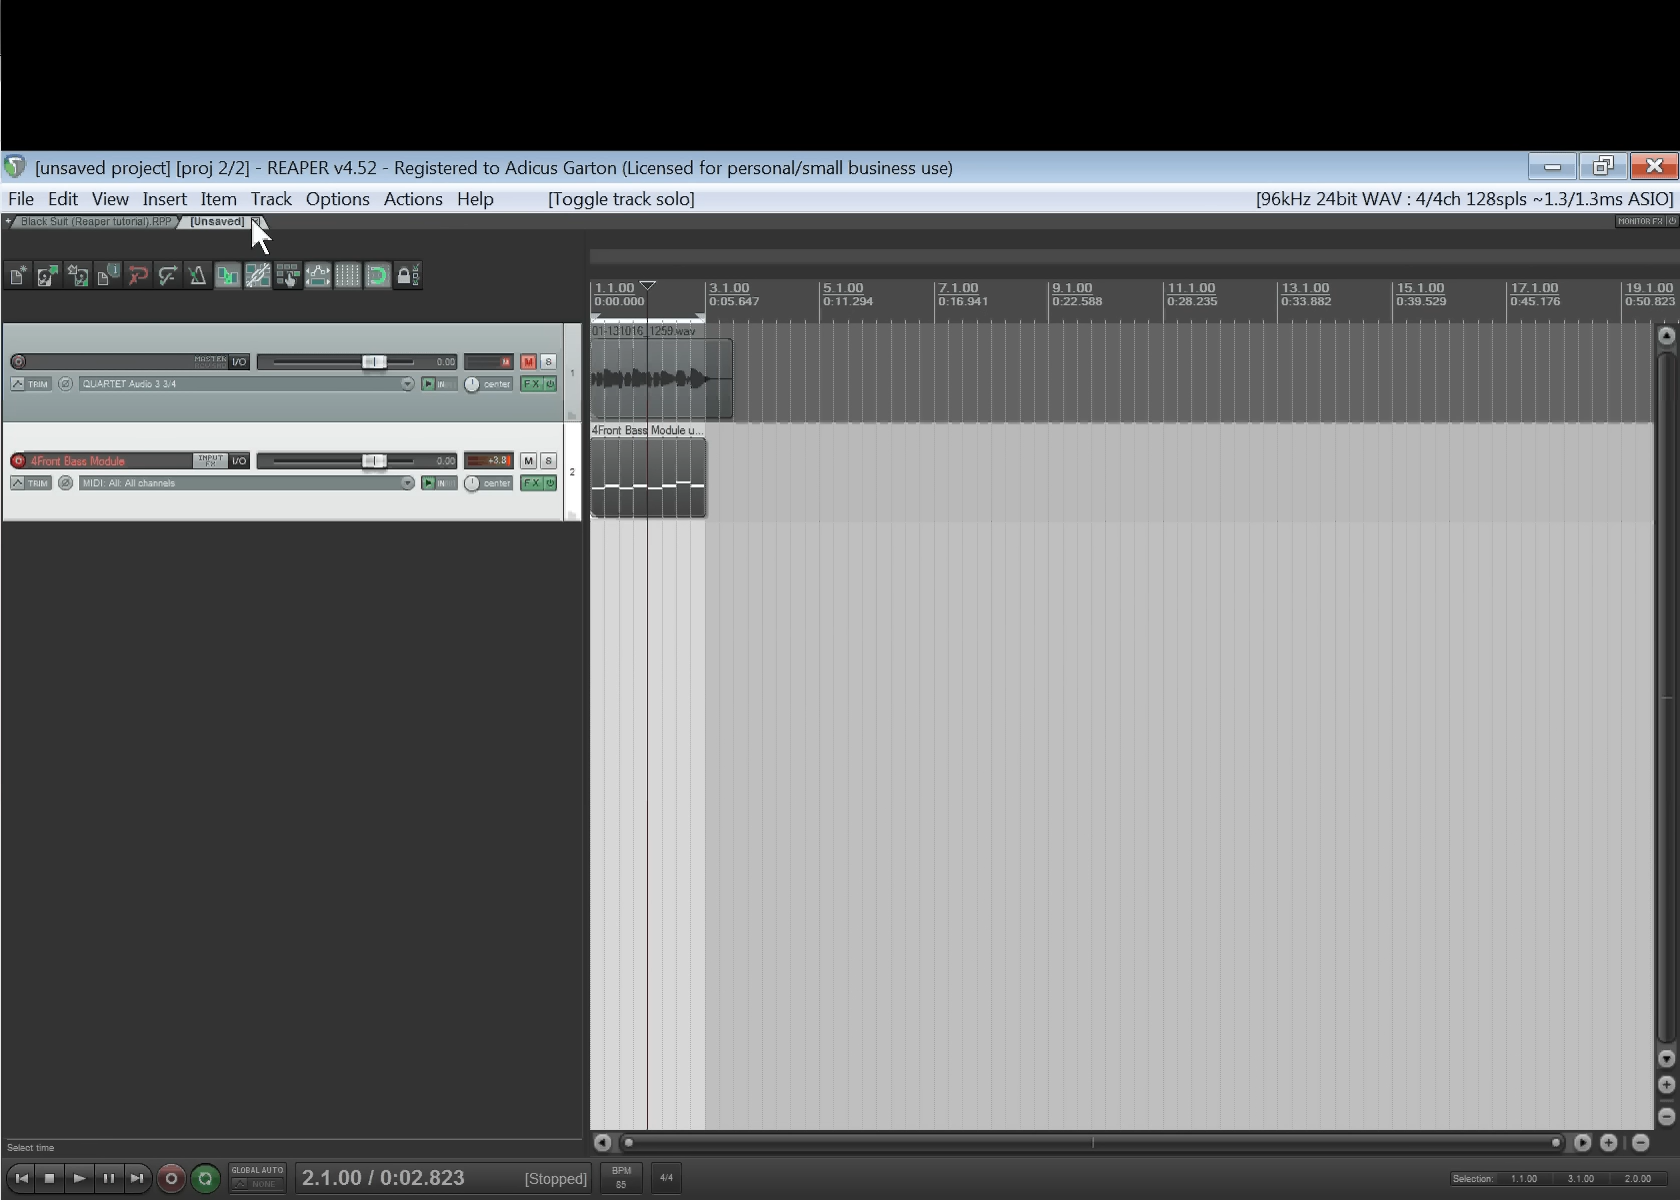 [unsaved project] [proj 2/2] - REAPER v4.52 - Registered to Adicus Garton (Licensed for personal/small business use)
File Edit View Insert Item Track Options Actions Help [Toggle track solo] [96kHz 24bit WAV : 4/4ch 128spls ~1.3/1.3ms ASIO]
Black Suit (Reaper tutorial).RPP [Unsaved] MONITOR FX
1.1.00 3.1.00 5.1.00 7.1.00 9.1.00 11.1.00 13.1.00 15.1.00 17.1.00 19.1.00
0:00.000 0:05.647 0:11.294 0:16.941 0:22.588 0:28.235 0:33.882 0:39.529 0:45.176 0:50.823
01-131016_1259.wav
MASTER I/O 0.00 M M S
1
TRIM QUARTET Audio 3 3/4 IN center FX
4Front Bass Module u...
4Front Bass Module INPUT FX I/O 0.00 +3.8 M S
2
TRIM MIDI: All: All channels IN center FX
Select time
GLOBAL AUTO
NONE
2.1.00 / 0:02.823 [Stopped]
BPM
85
4/4
Selection: 1.1.00 3.1.00 2.0.00